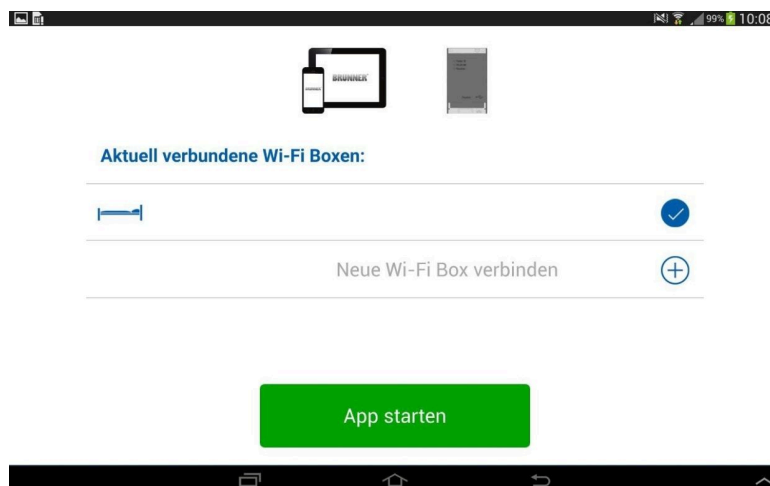 99% 10:08
BRUNNER
Aktuell verbundene Wi-Fi Boxen:
Neue Wi-Fi Box verbinden
App starten